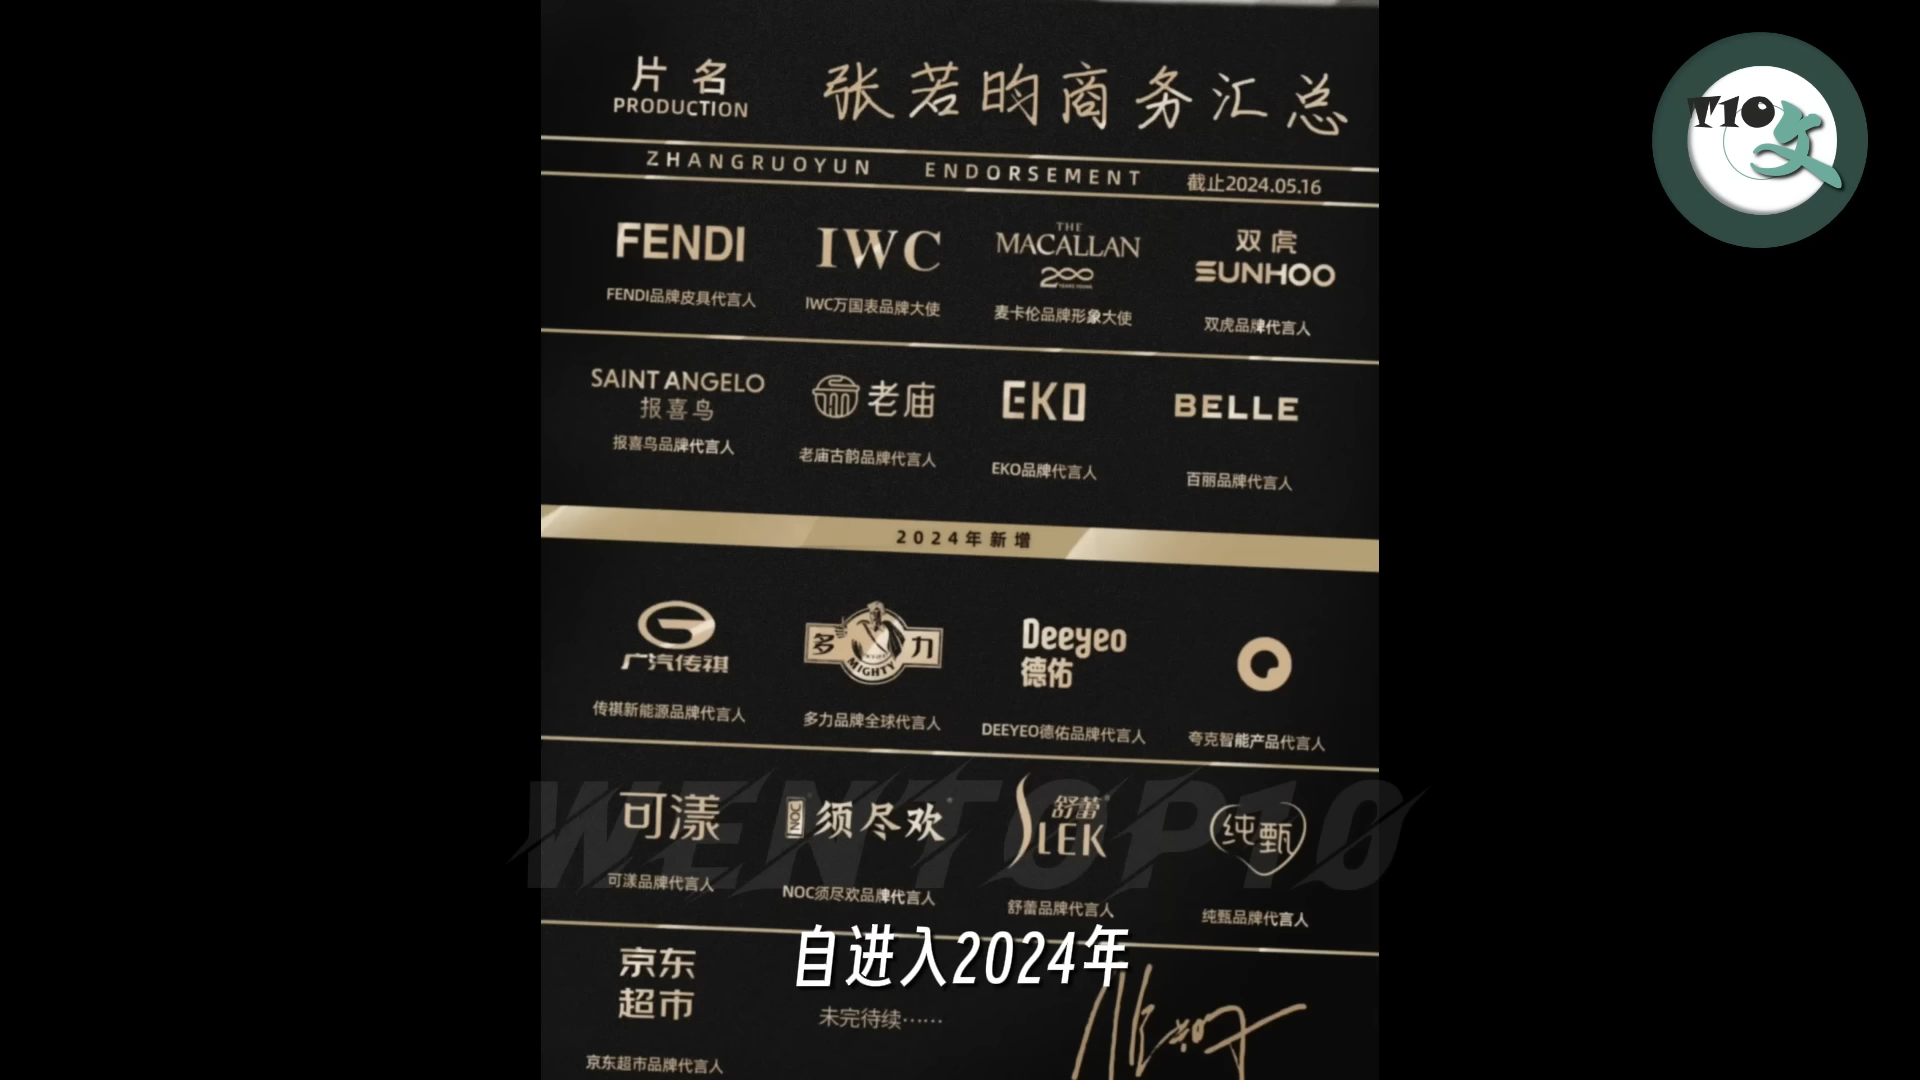 T10文
片名
PRODUCTION
张若昀商务汇总
ZHANGRUOYUN ENDORSEMENT 截止2024.05.16
FENDI
IWC
THE
MACALLAN
200
双虎
SUNHOO
FENDI品牌皮具代言人
IWC万国表品牌大使
麦卡伦品牌形象大使
双虎品牌代言人
SAINT ANGELO
报喜鸟
老庙
EKO
BELLE
报喜鸟品牌代言人
老庙古韵品牌代言人
EKO品牌代言人
百丽品牌代言人
2024年新增
广汽传祺
多力
MIGHTY
Deeyeo
德佑
传祺新能源品牌代言人
多力品牌全球代言人
DEEYEO德佑品牌代言人
夸克智能产品代言人
可漾
NOC 须尽欢
舒蕾
SLEK
纯甄
可漾品牌代言人
NOC须尽欢品牌代言人
舒蕾品牌代言人
纯甄品牌代言人
WENTOP10
自进入2024年
京东
超市
未完待续……
京东超市品牌代言人